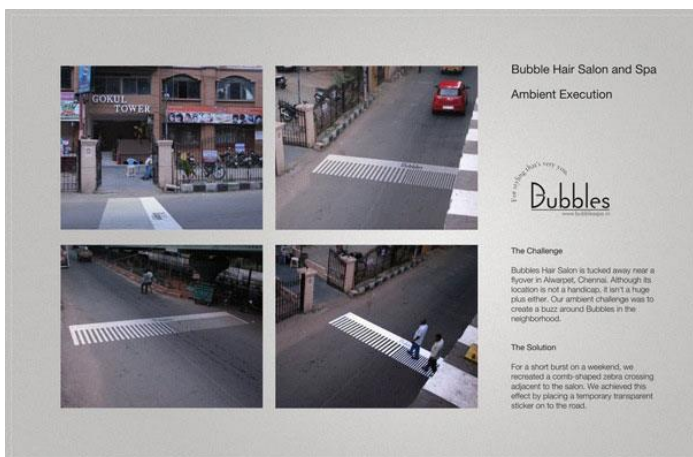 GOKUL
TOWER
Bubbles
Bubble Hair Salon and Spa
Ambient Execution
For styling that's very you.
Bubbles
www.bubblesspa.in
The Challenge
Bubbles Hair Salon is tucked away near a
flyover in Alwarpet, Chennai. Although its
location is not a handicap, it isn't a huge
plus either. Our ambient challenge was to
create a buzz around Bubbles in the
neighborhood.
The Solution
For a short burst on a weekend, we
recreated a comb-shaped zebra crossing
adjacent to the salon. We achieved this
effect by placing a temporary transparent
sticker on to the road.